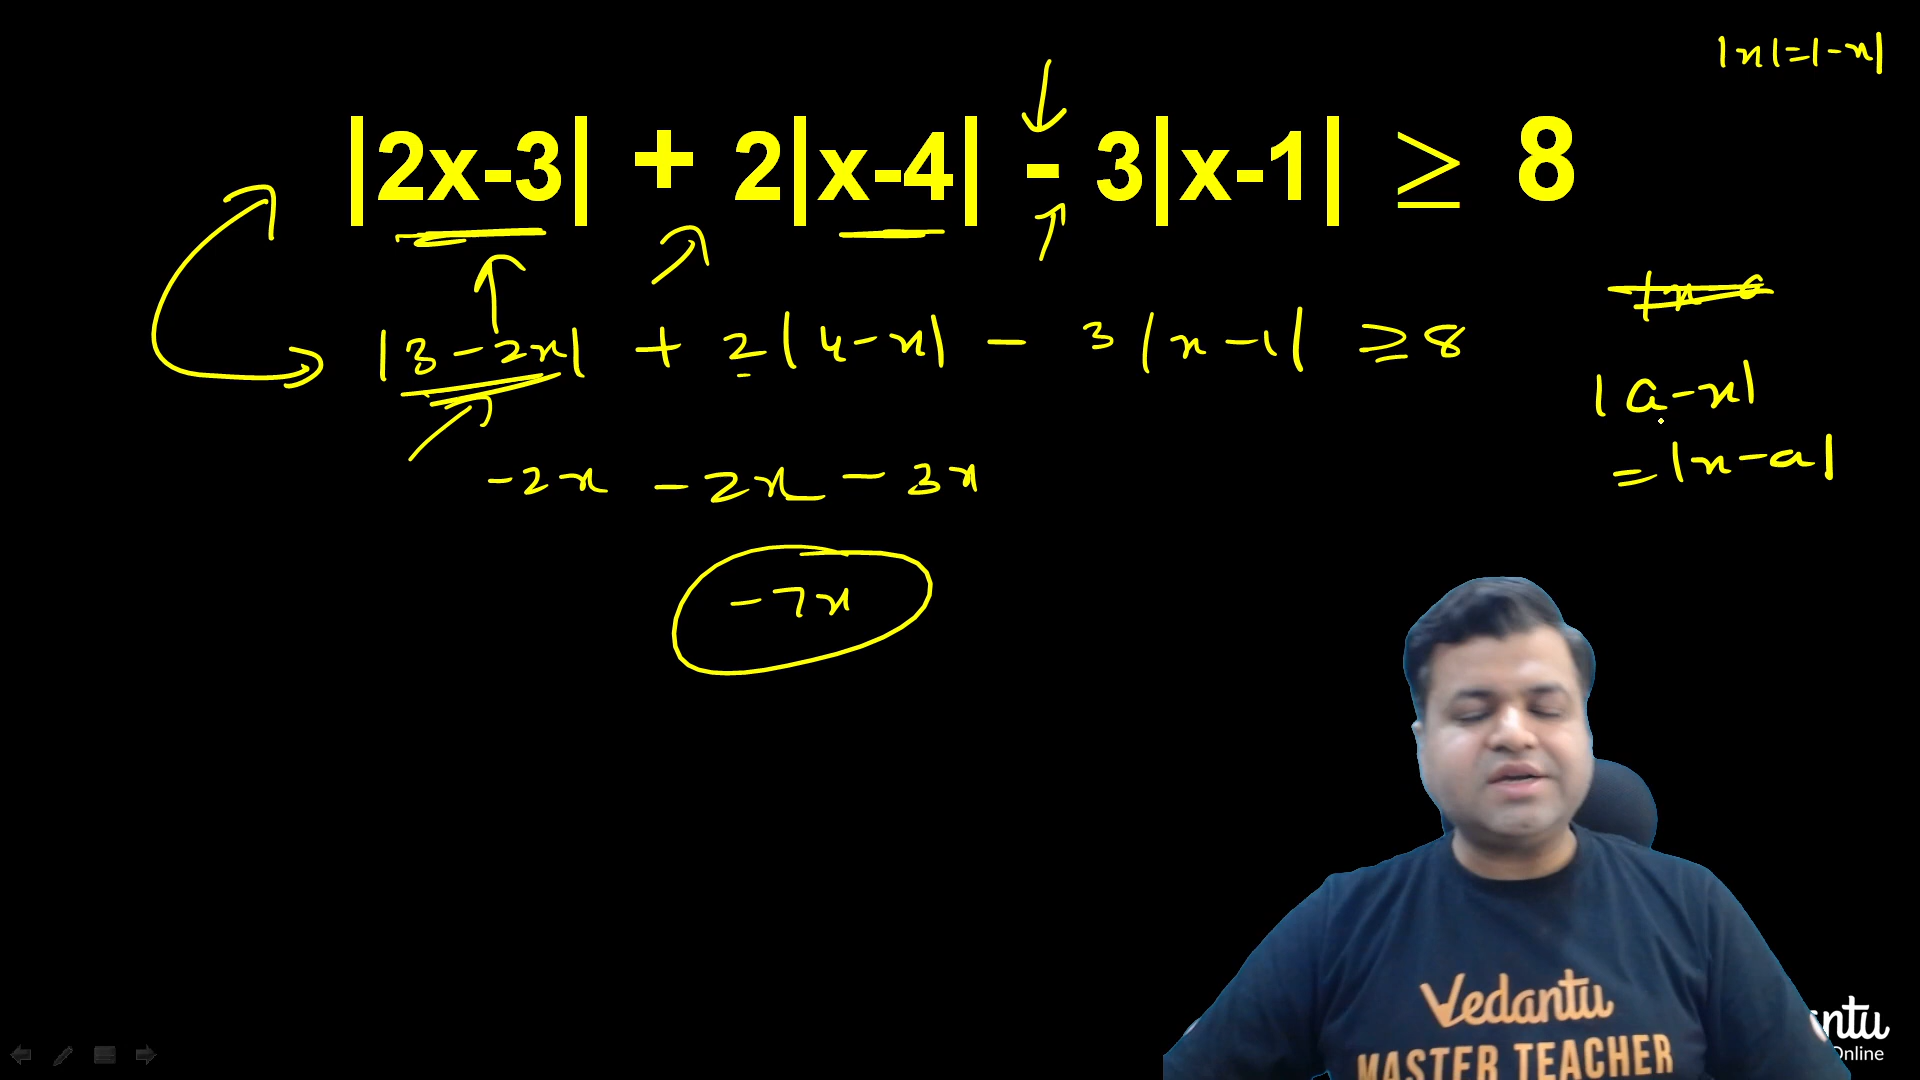 |x|=|-x|
|2x-3| + 2|x-4| - 3|x-1| ≥ 8
|3-2x| + 2|4-x| - 3|x-1| ≥8
|a-x|
=|x-a|
-2x -2x -3x
-7x
Vedantu
MASTER TEACHER
ntu
Online